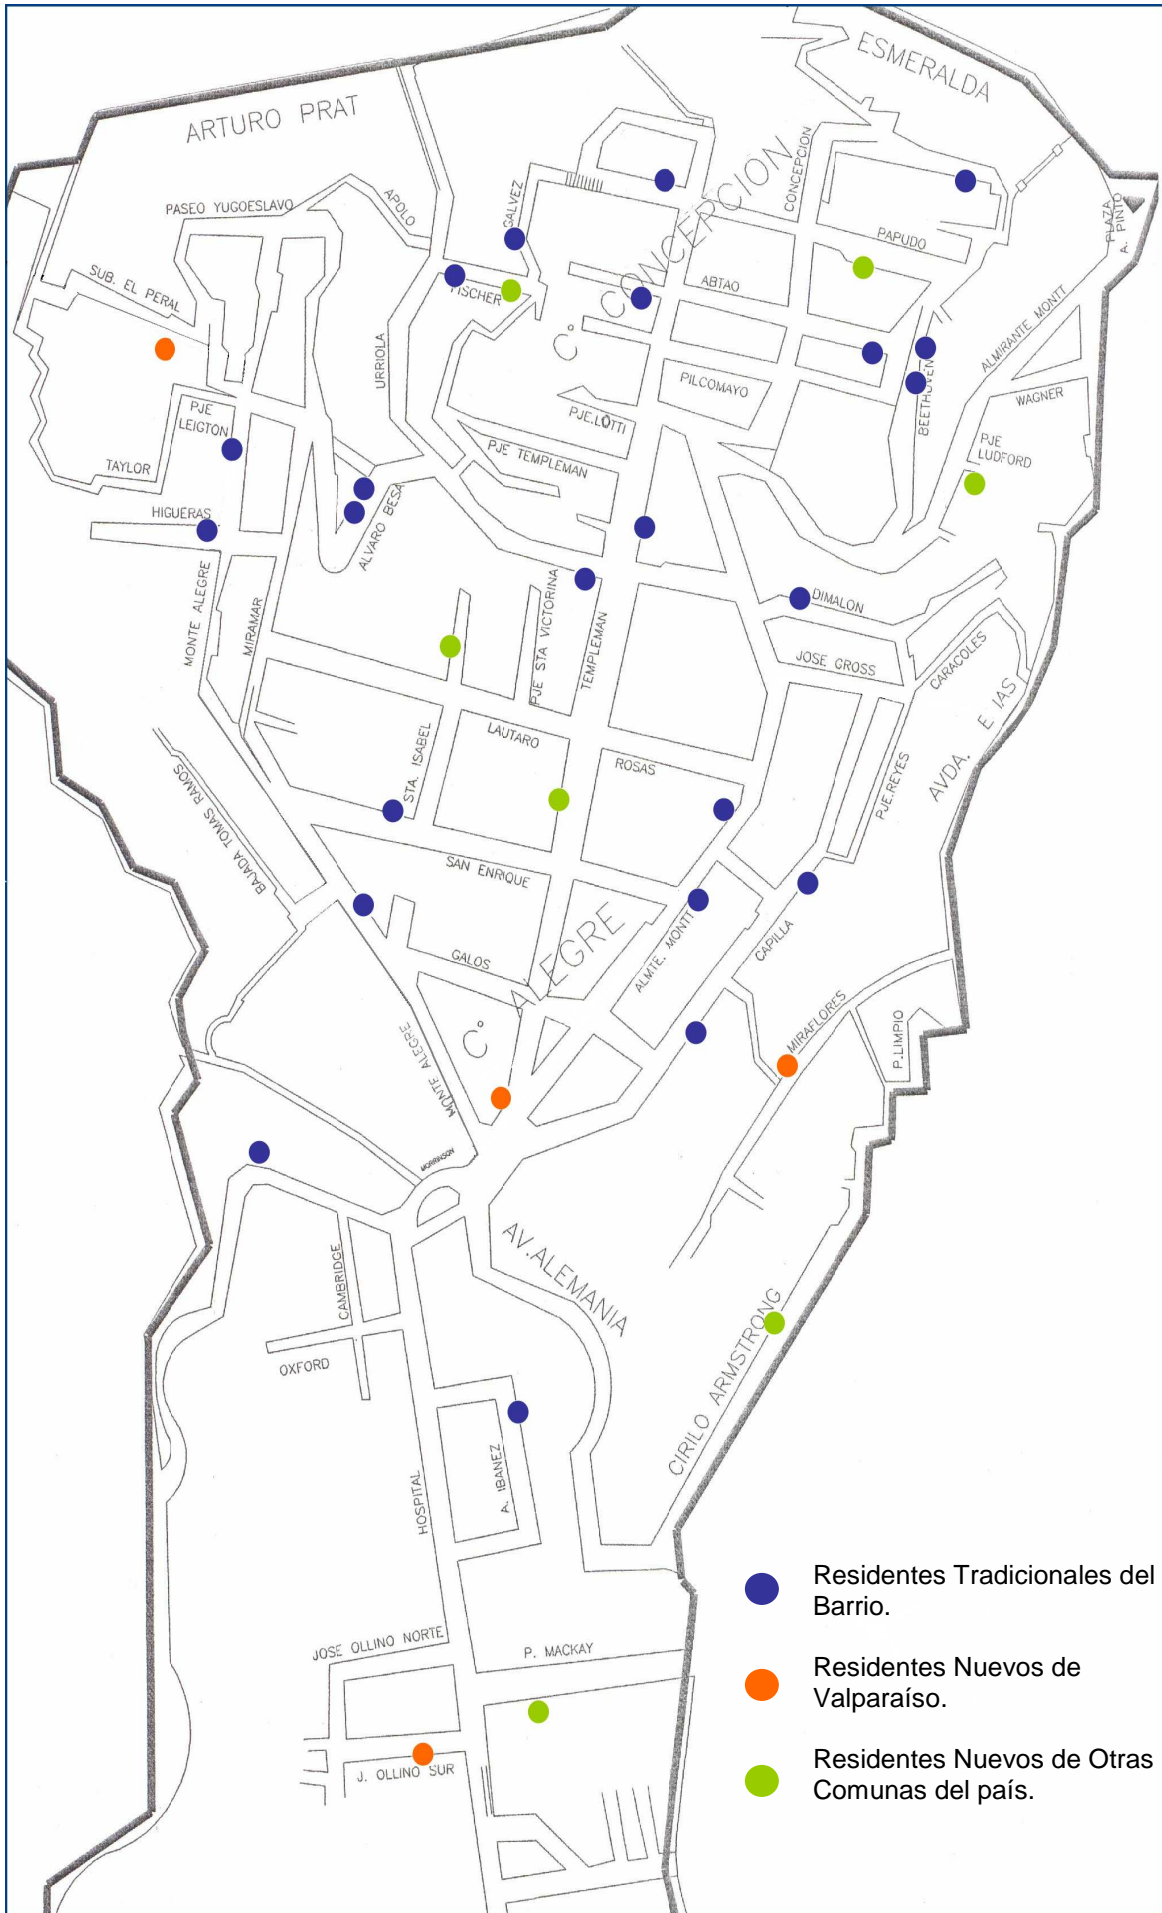 ESMERALDA
ARTURO PRAT
CONCEPCION
C° CONCEPCION
APOLO
PASEO YUGOESLAVO
GALVEZ
PLAZA
A. PINTO
PAPUDO
SUB. EL PERAL
FISCHER
ABTAO
ALMIRANTE MONTT
URRIOLA
PILCOMAYO
BEETHOVEN
WAGNER
PJE
LEIGTON
PJE.LOTTI
PJE
LUDFORD
PJE TEMPLEMAN
TAYLOR
HIGUERAS
ALVARO BESA
MONTE ALEGRE
MIRAMAR
PJE STA VICTORINA
TEMPLEMAN
DIMALON
JOSE GROSS
CARACOLES
STA. ISABEL
LAUTARO
ROSAS
AVDA. E IAS
PJE.REYES
BAJADA TOMAS RAMOS
SAN ENRIQUE
C° ALEGRE
GALOS
ALMTE. MONTT
CAPILLA
MONTE ALEGRE
MIRAFLORES
P.LIMPIO
MORRINSON
AV.ALEMANIA
CAMBRIDGE
OXFORD
CIRILO ARMSTRONG
HOSPITAL
A. IBANEZ
Residentes Tradicionales del
Barrio.
JOSE OLLINO NORTE
P. MACKAY
Residentes Nuevos de
Valparaíso.
J. OLLINO SUR
Residentes Nuevos de Otras
Comunas del país.